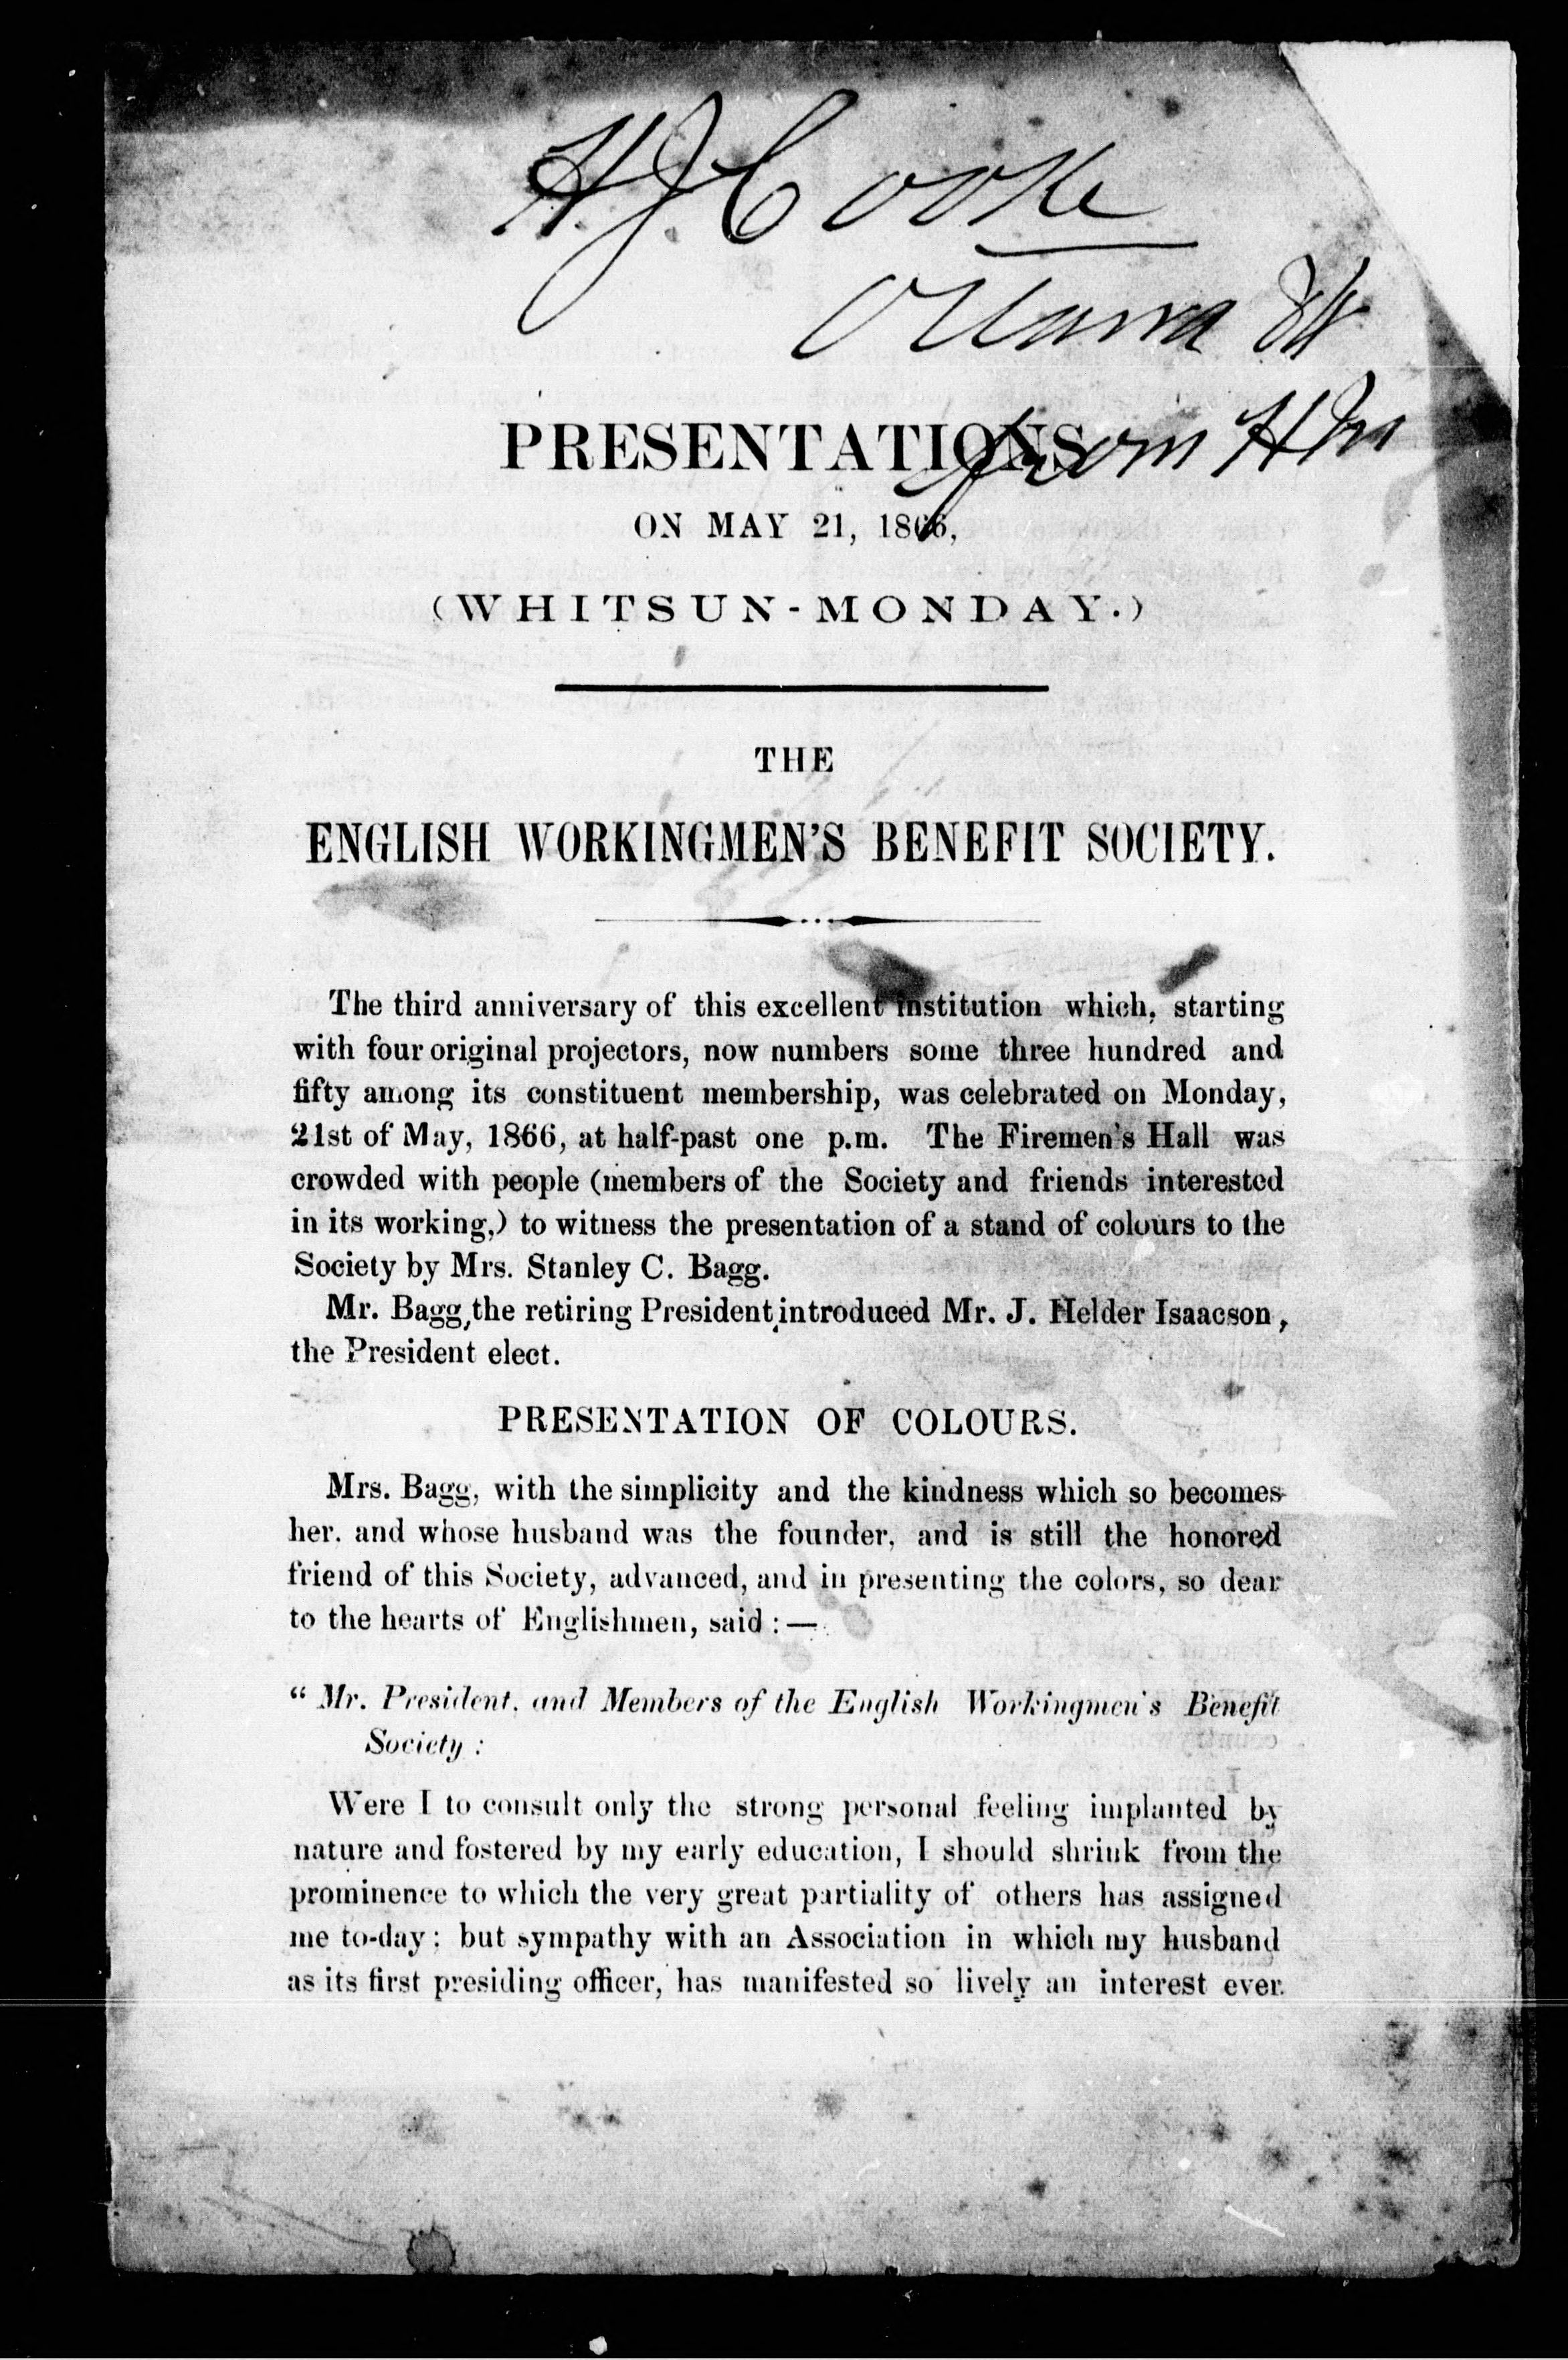 H J Cooke
Ottawa
from
PRESENTATIONS
ON MAY 21, 1866,
(WHITSUN-MONDAY.)
THE
ENGLISH WORKINGMEN'S BENEFIT SOCIETY.
The third anniversary of this excellent institution which, starting
with four original projectors, now numbers some three hundred and
fifty among its constituent membership, was celebrated on Monday,
21st of May, 1866, at half-past one p.m. The Firemen's Hall was
crowded with people (members of the Society and friends interested
in its working,) to witness the presentation of a stand of colours to the
Society by Mrs. Stanley C. Bagg.
Mr. Bagg, the retiring President, introduced Mr. J. Helder Isaacson,
the President elect.
PRESENTATION OF COLOURS.
Mrs. Bagg, with the simplicity and the kindness which so becomes
her. and whose husband was the founder, and is still the honored
friend of this Society, advanced, and in presenting the colors, so dear
to the hearts of Englishmen, said :—
“ Mr. President. and Members of the English Workingmen's Benefit
Society :
Were I to consult only the strong personal feeling implanted by
nature and fostered by my early education, I should shrink from the
prominence to which the very great partiality of others has assigned
me to-day; but sympathy with an Association in which my husband
as its first presiding officer, has manifested so lively an interest ever